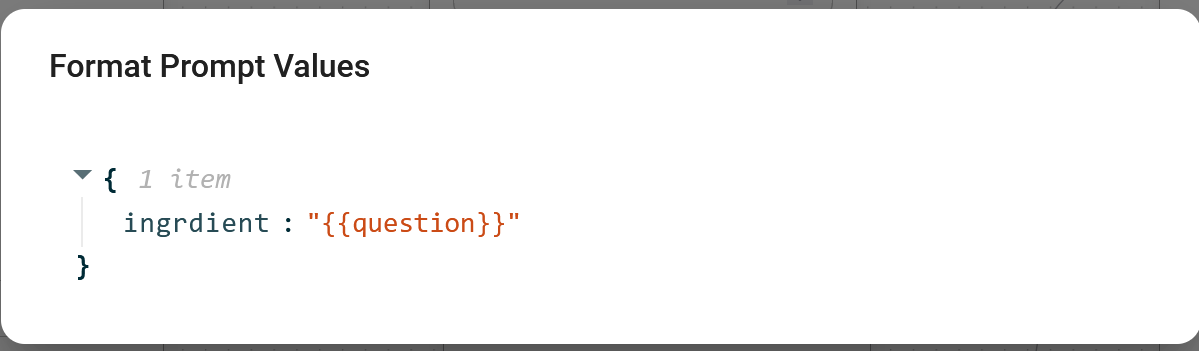 Format Prompt Values
{ 1 item
ingrdient : "{{question}}"
}